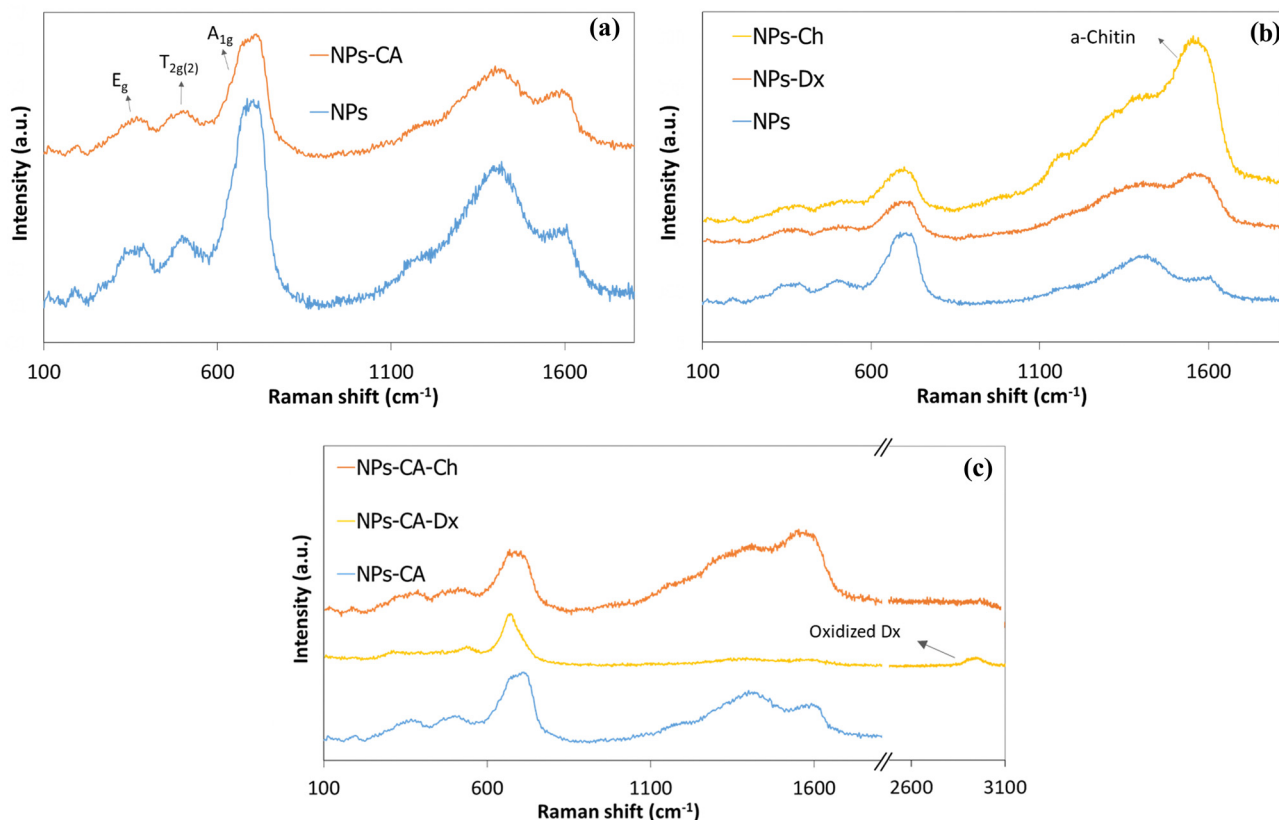 (a)
A1g
NPs-CA
T2g(2)
Eg
NPs
Intensity (a.u.)
100 600 1100 1600
Raman shift (cm-1)
(b)
NPs-Ch
a-Chitin
NPs-Dx
NPs
Intensity (a.u.)
100 600 1100 1600
Raman shift (cm-1)
(c)
NPs-CA-Ch
NPs-CA-Dx
NPs-CA
Oxidized Dx
Intensity (a.u.)
100 600 1100 1600 2600 3100
Raman shift (cm-1)